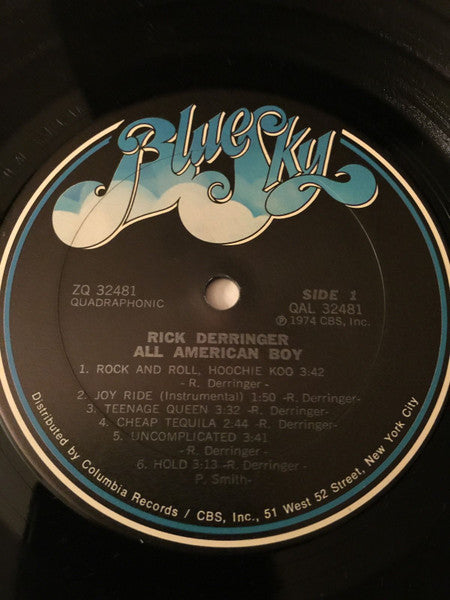 Blue Sky
ZQ 32481
QUADRAPHONIC
SIDE 1
QAL 32481
℗ 1974 CBS, Inc.
RICK DERRINGER
ALL AMERICAN BOY
1. ROCK AND ROLL, HOOCHIE KOO 3:42
-R. Derringer-
2. JOY RIDE (Instrumental) 1:50 -R. Derringer-
3. TEENAGE QUEEN 3:32 -R. Derringer-
4. CHEAP TEQUILA 2:44 -R. Derringer-
5. UNCOMPLICATED 3:41
-R. Derringer-
6. HOLD 3:13 -R. Derringer-
P. Smith-
Distributed by Columbia Records / CBS, Inc., 51 West 52 Street, New York City